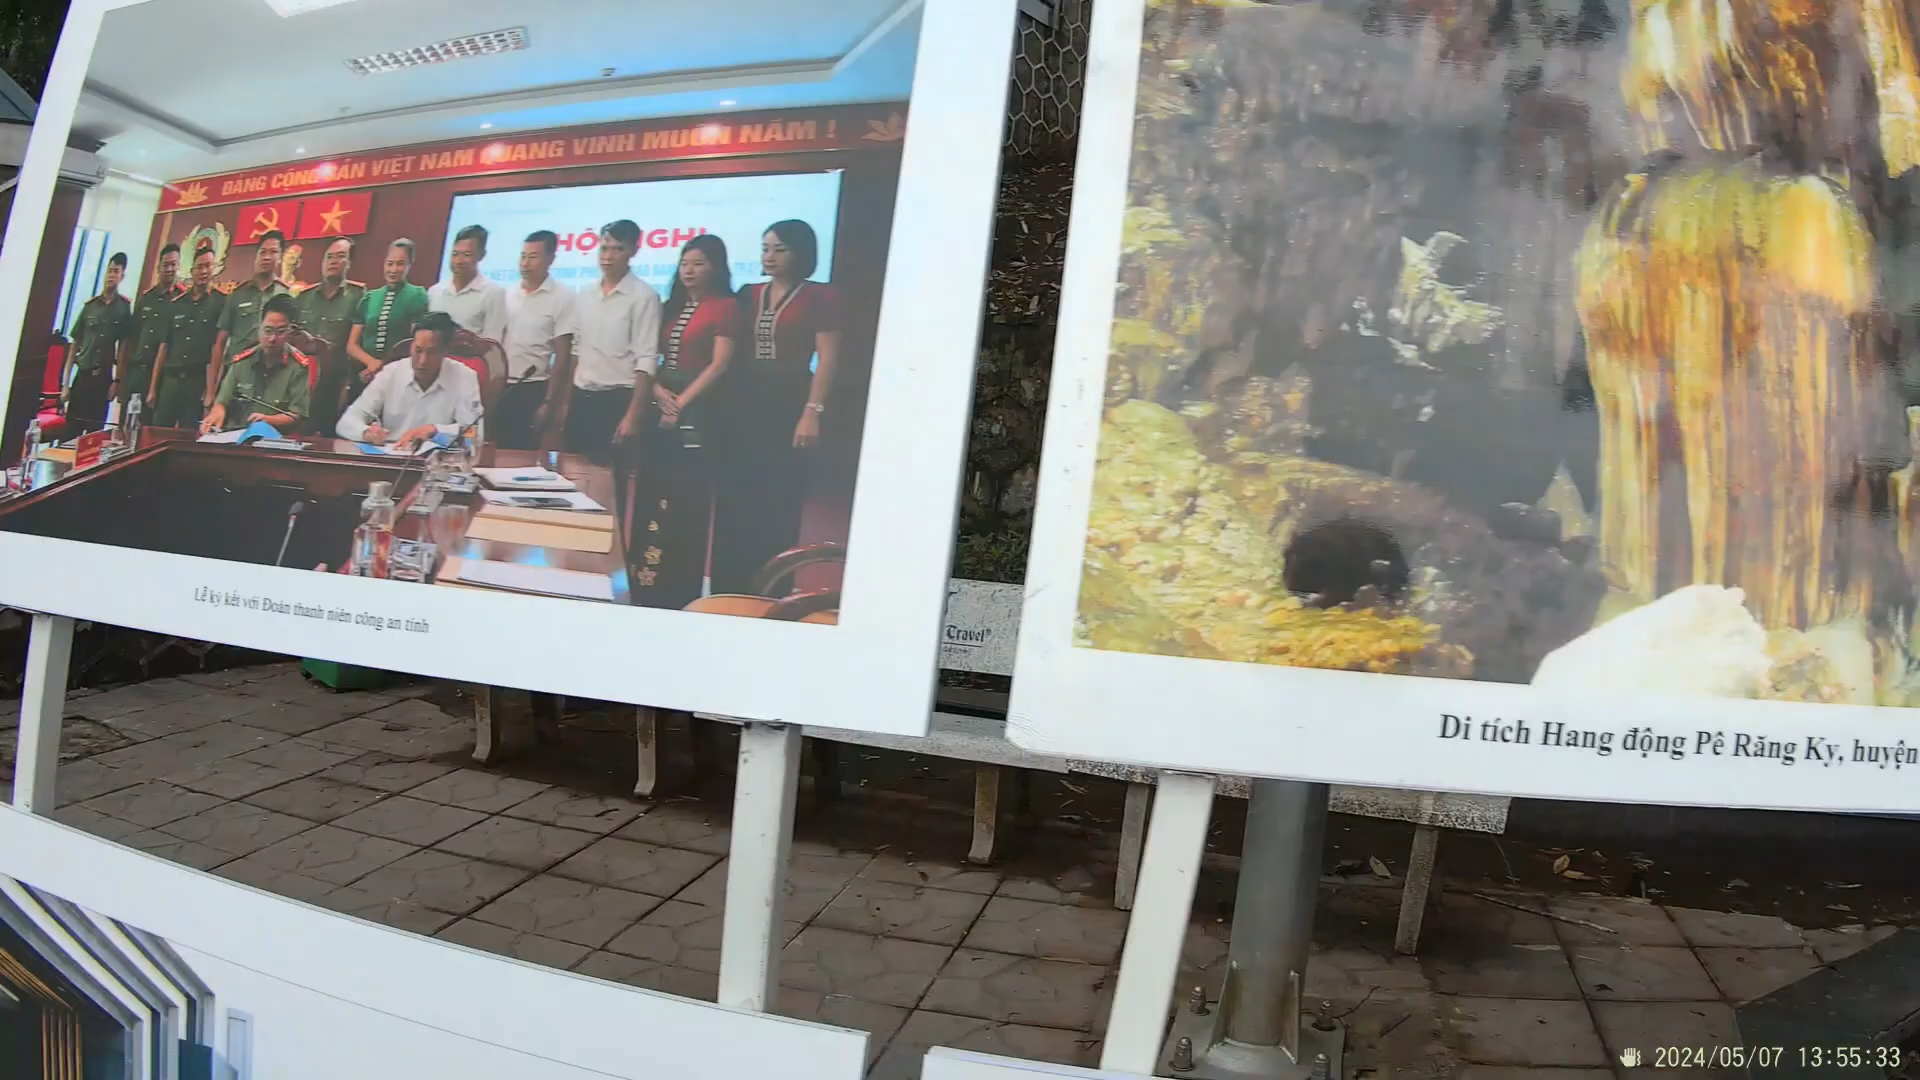 ĐẢNG CỘNG SẢN VIỆT NAM QUANG VINH MUÔN NĂM !
HỘI NGHỊ
Lễ ký kết với Đoàn thanh niên công an tỉnh
Travel
Di tích Hang động Pê Răng Ky, huyện
2024/05/07 13:55:33